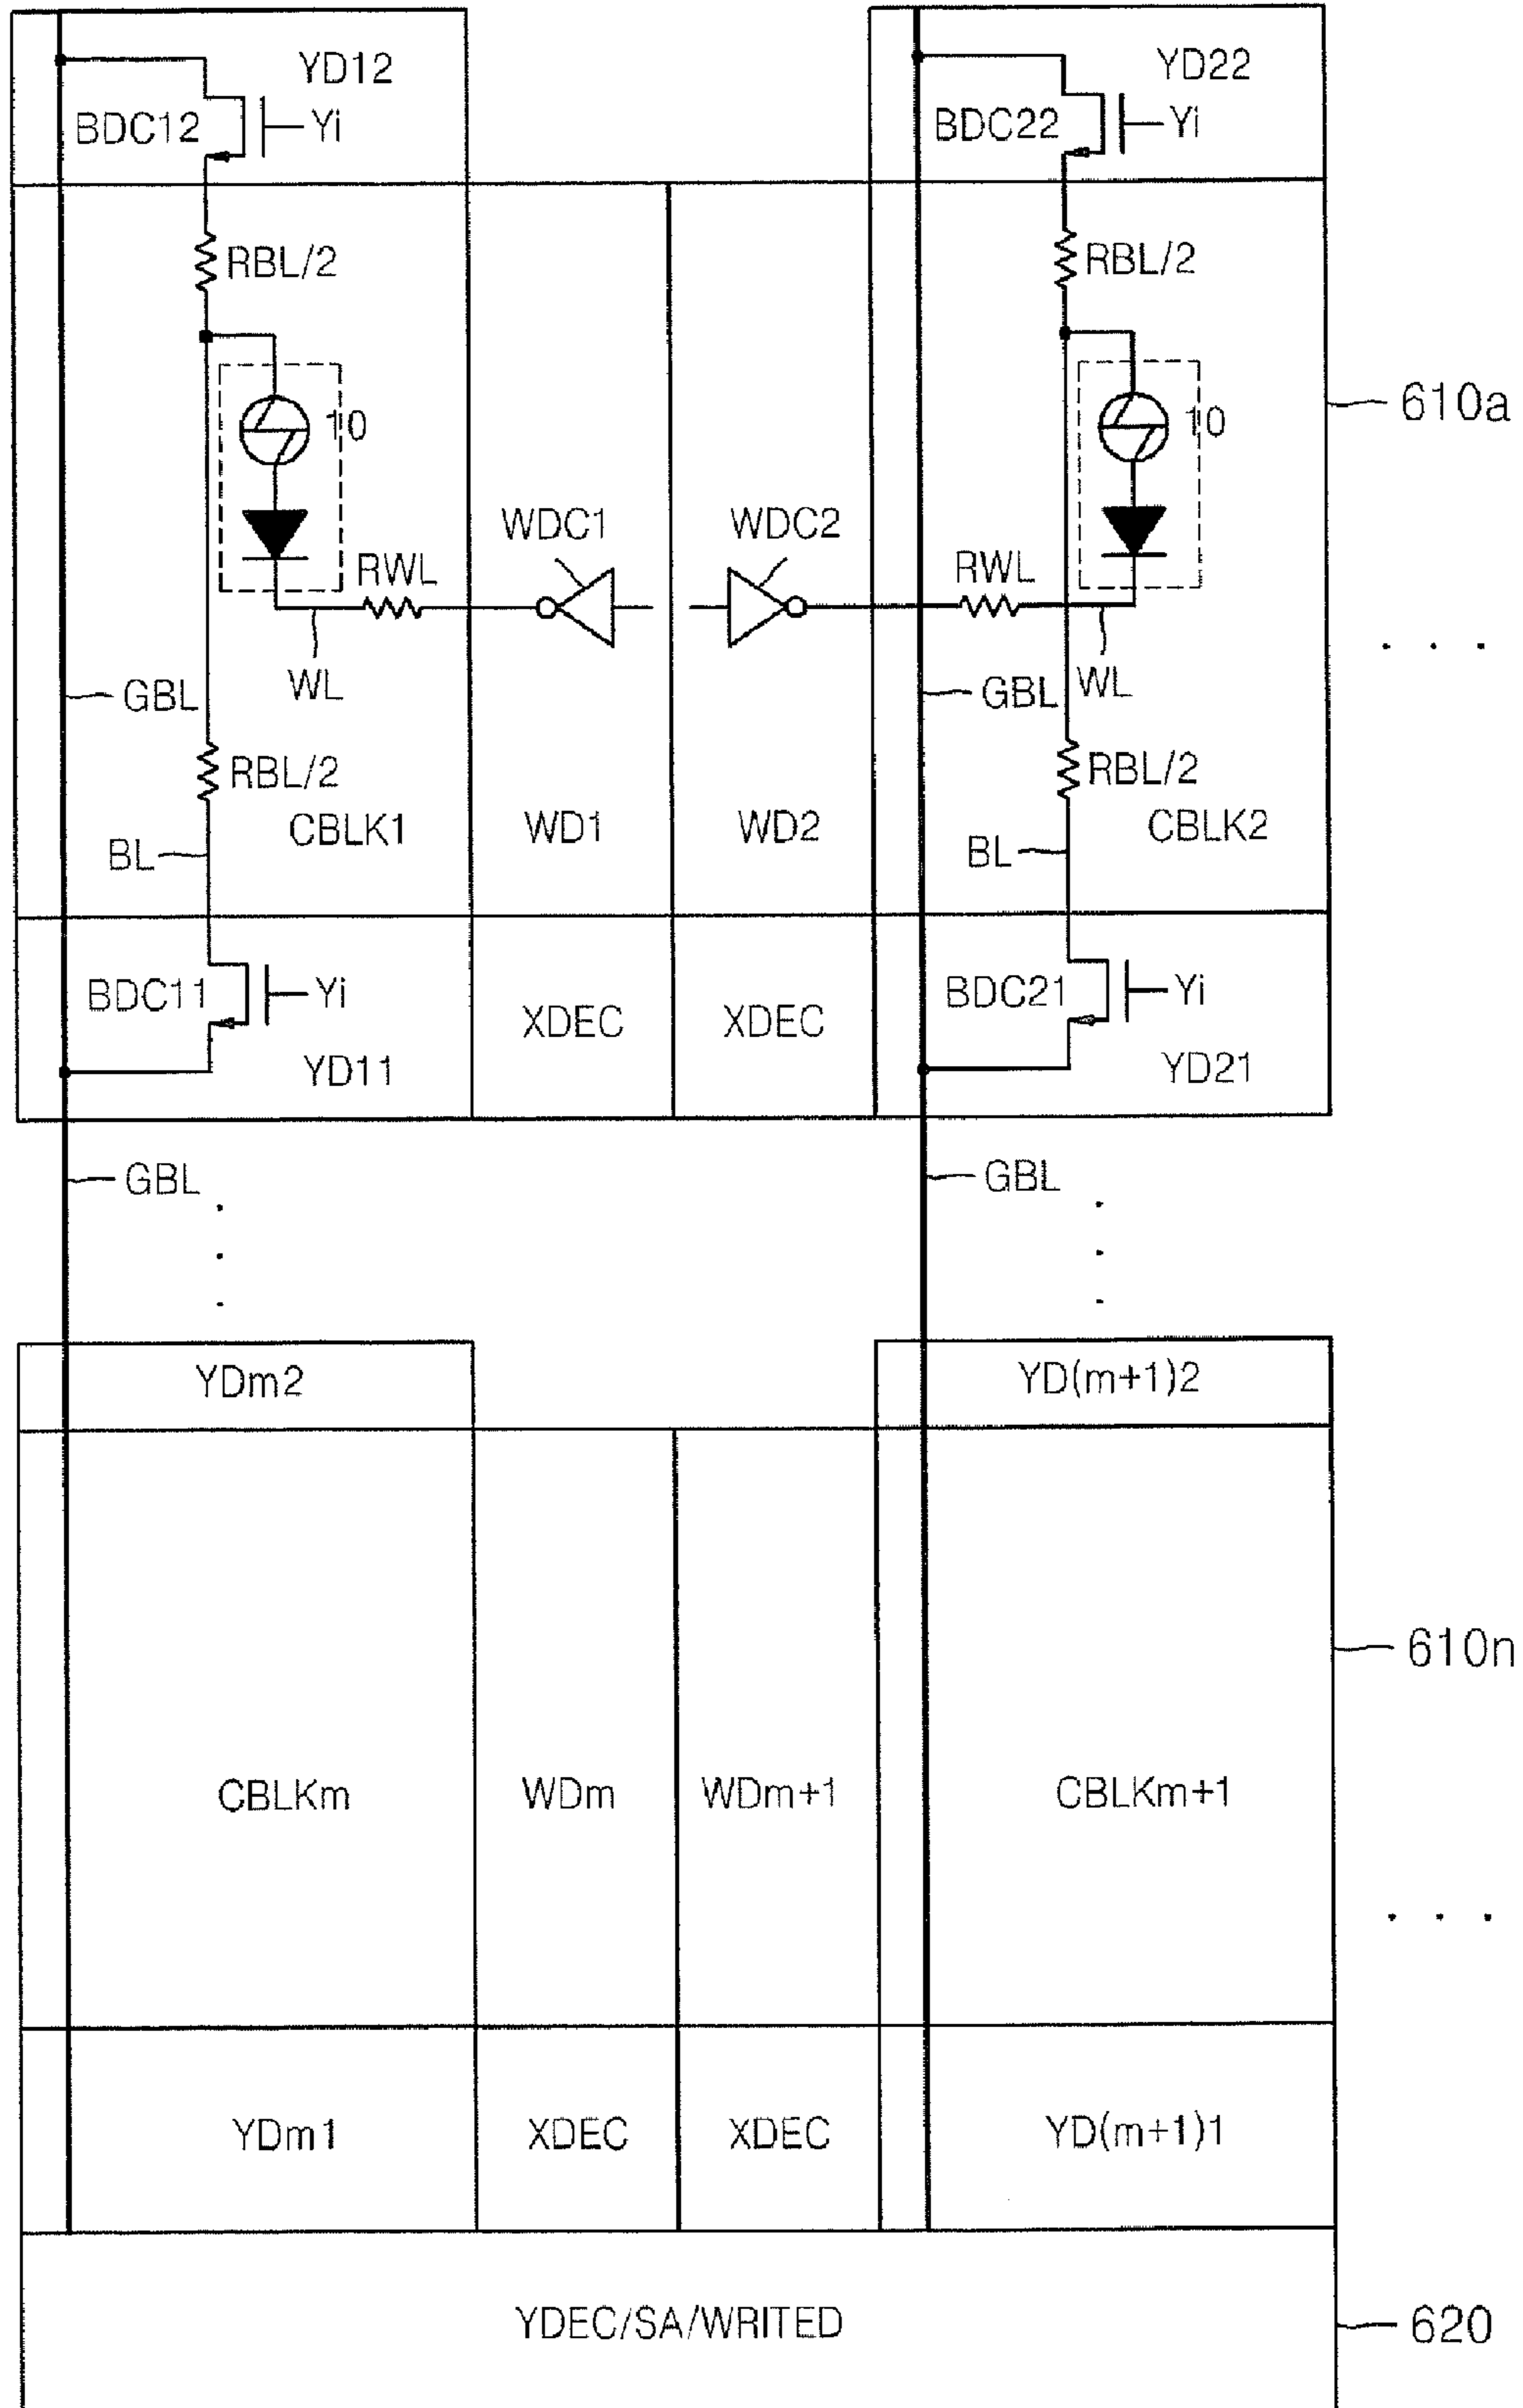 YD12
YD22
BDC12
Yi
BDC22
Yi
RBL/2
RBL/2
10
10
610a
WDC1
WDC2
RWL
RWL
WL
WL
GBL
GBL
RBL/2
RBL/2
CBLK1
WD1
WD2
CBLK2
BL
BL
BDC11
Yi
XDEC
XDEC
BDC21
Yi
YD11
YD21
GBL
GBL
. . .
. . .
YDm2
YD(m+1)2
610n
CBLKm
WDm
WDm+1
CBLKm+1
. . .
. . .
YDm1
XDEC
XDEC
YD(m+1)1
YDEC/SA/WRITED
620